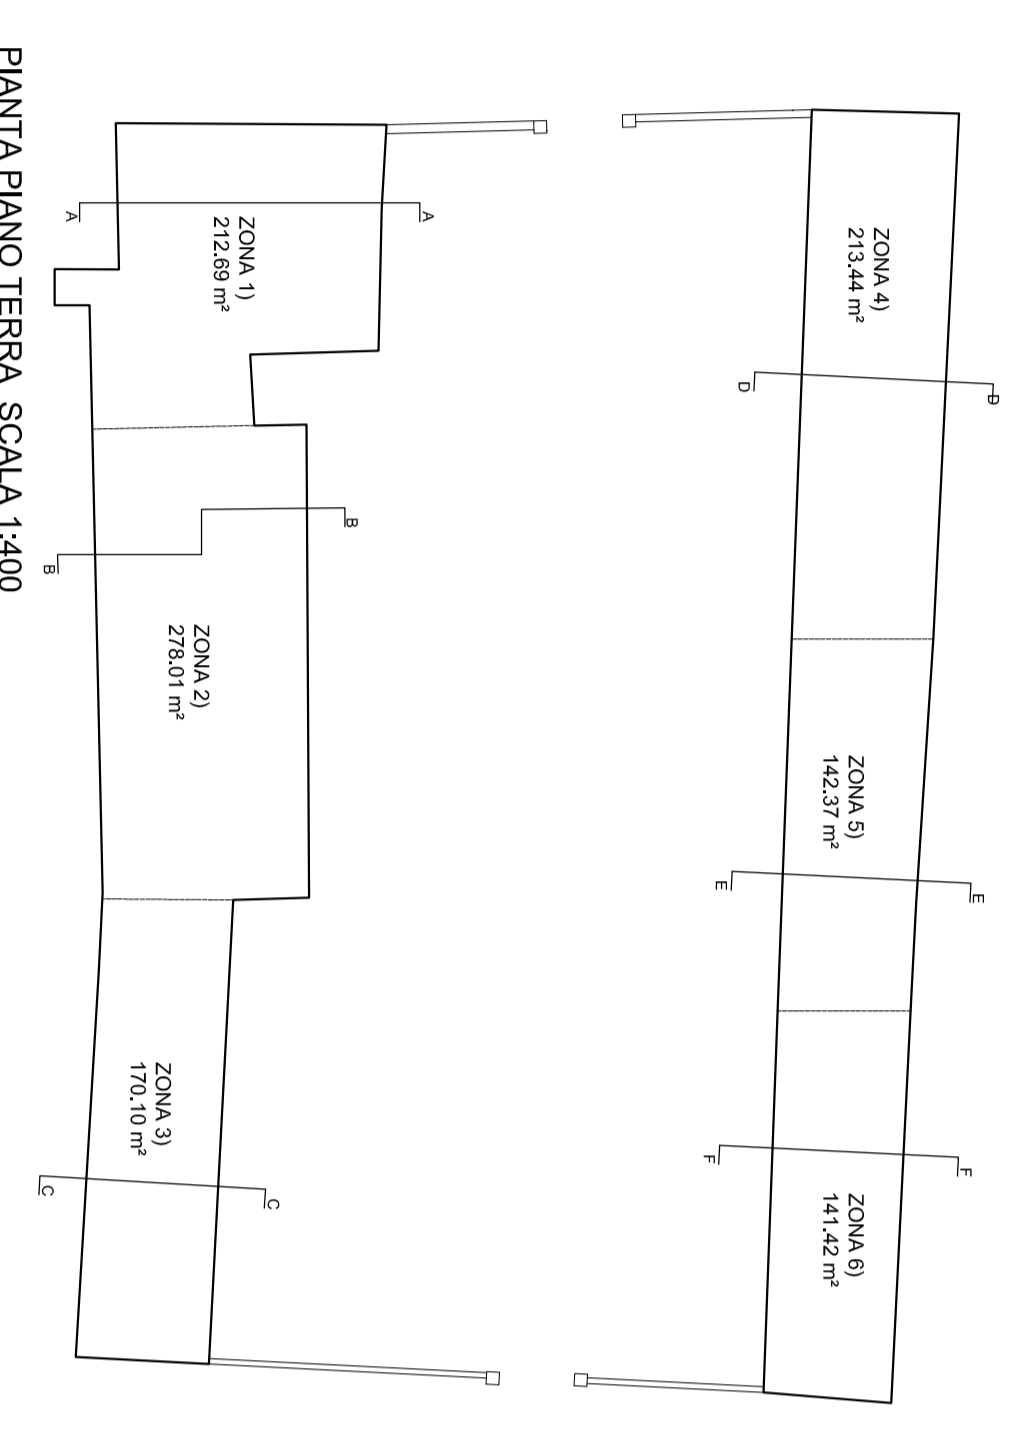 PIANTA PIANO TERRA SCALA 1:400
ZONA 1)
212.69 m²
ZONA 2)
278.01 m²
ZONA 3)
170.10 m²
ZONA 4)
213.44 m²
ZONA 5)
142.37 m²
ZONA 6)
141.42 m²
A
A
B
B
C
C
D
D
E
E
F
F